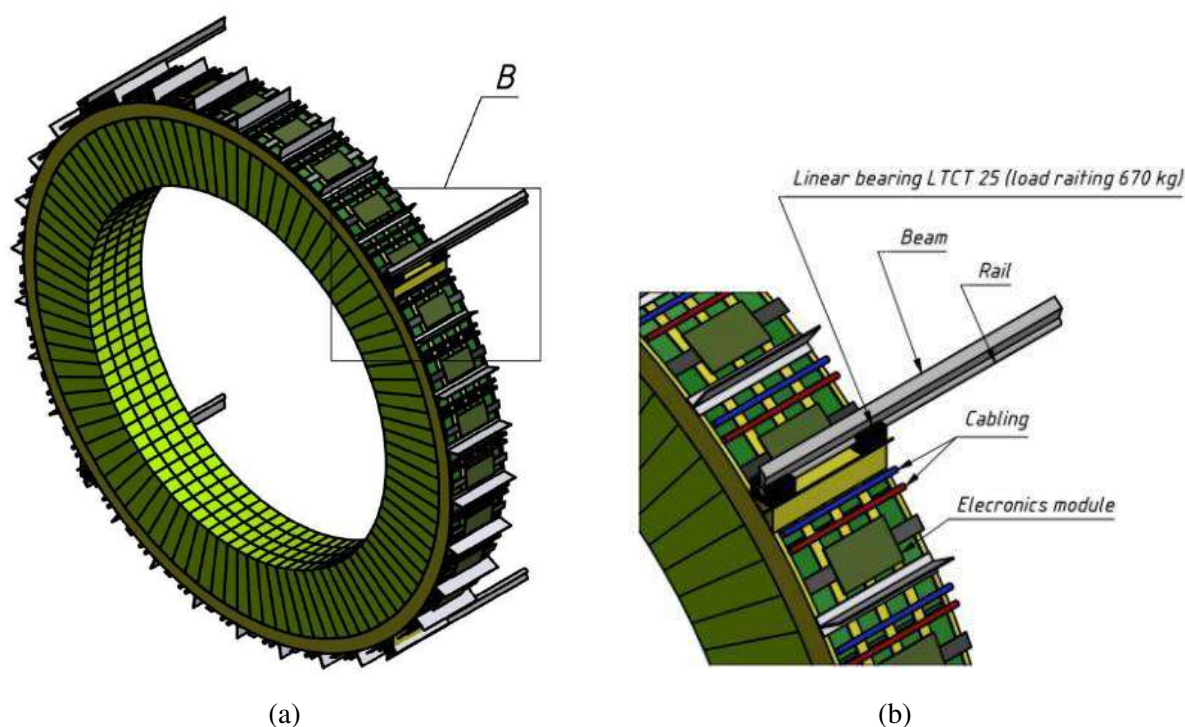 B
Linear bearing LTCT 25 (load raiting 670 kg)
Beam
Rail
Cabling
Elecronics module
(a)
(b)